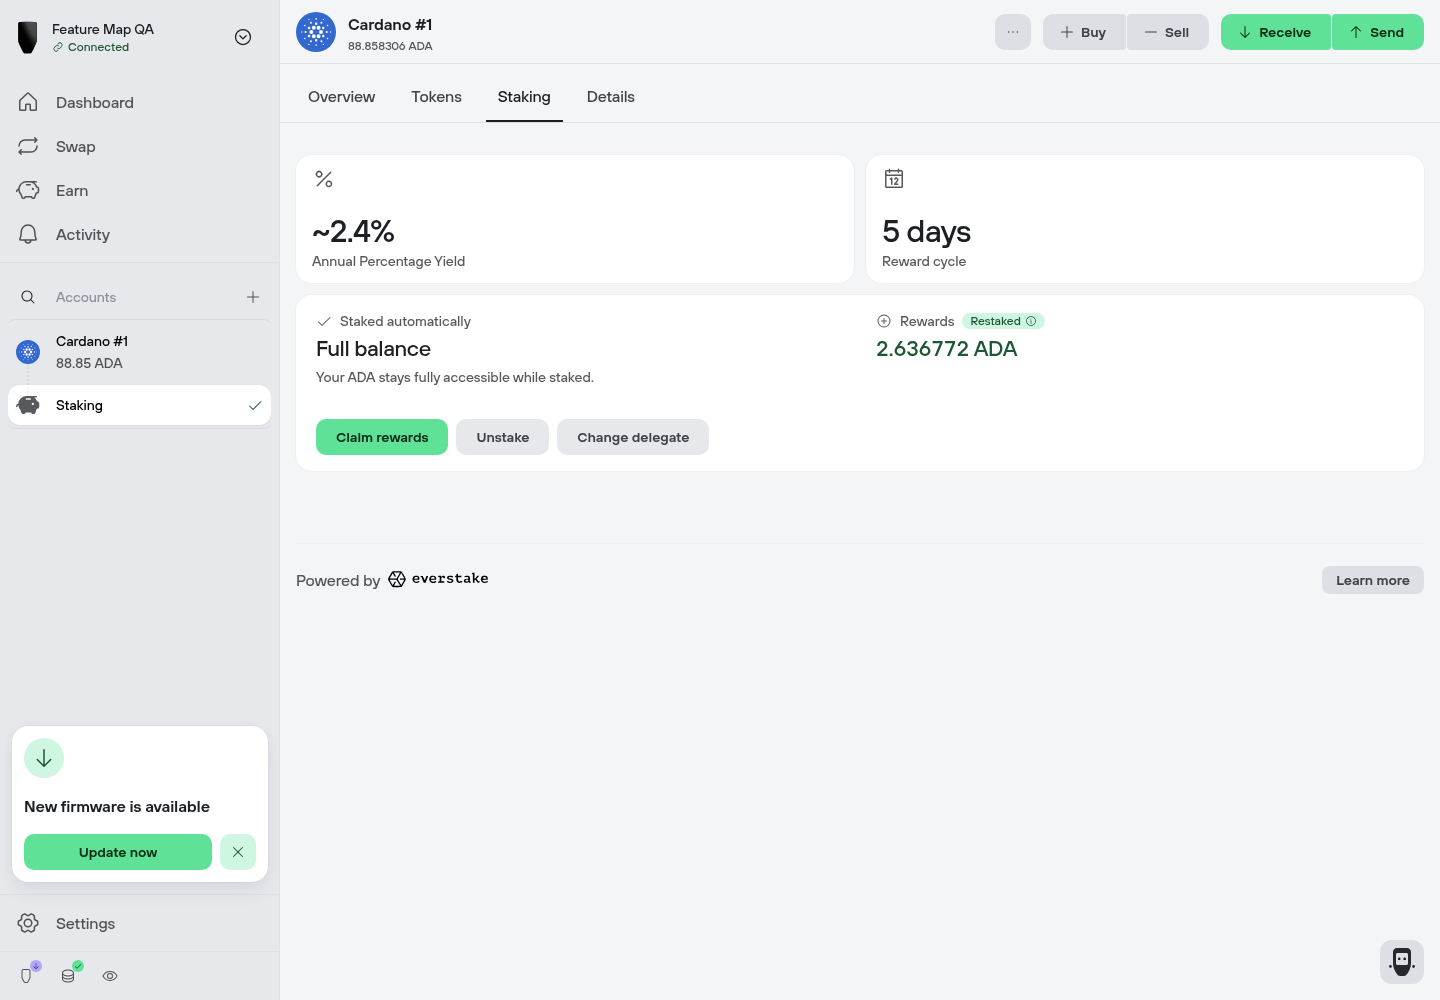 Feature Map QA
Connected
Dashboard
Swap
Earn
Activity
Accounts
Cardano #1
88.85 ADA
Staking
New firmware is available
Update now
Settings
Cardano #1
88.858306 ADA
Buy
Sell
Receive
Send
Overview
Tokens
Staking
Details
~2.4%
Annual Percentage Yield
12
5 days
Reward cycle
Staked automatically
Full balance
Your ADA stays fully accessible while staked.
Rewards Restaked
2.636772 ADA
Claim rewards
Unstake
Change delegate
Powered by everstake
Learn more